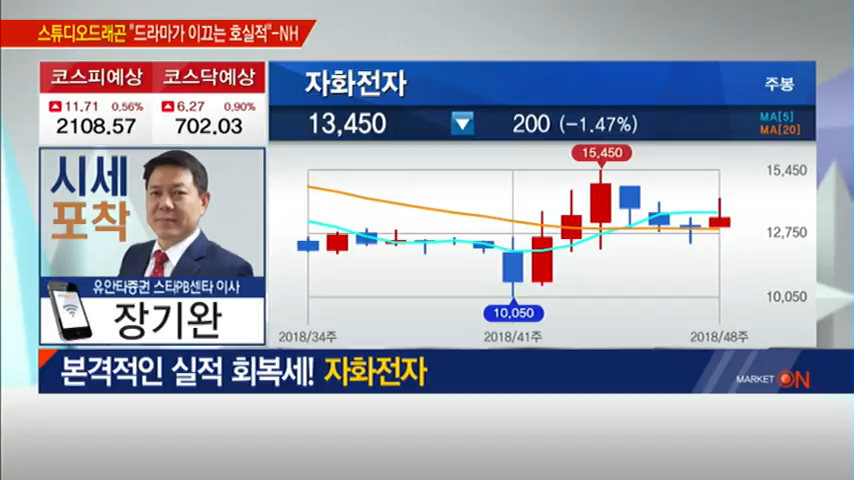 스튜디오드래곤 "드라마가 이끄는 호실적"-NH
코스피예상 코스닥예상
▲11.71 0.56% ▲6.27 0.90%
2108.57 702.03
자화전자 주봉
13,450 ▼ 200 (-1.47%)
MA[5]
MA[20]
시세
포착
유안타증권 스타PB센타 이사
장기완
15,450
15,450
12,750
10,050
10,050
2018/34주 2018/41주 2018/48주
본격적인 실적 회복세! 자화전자
MARKET ON